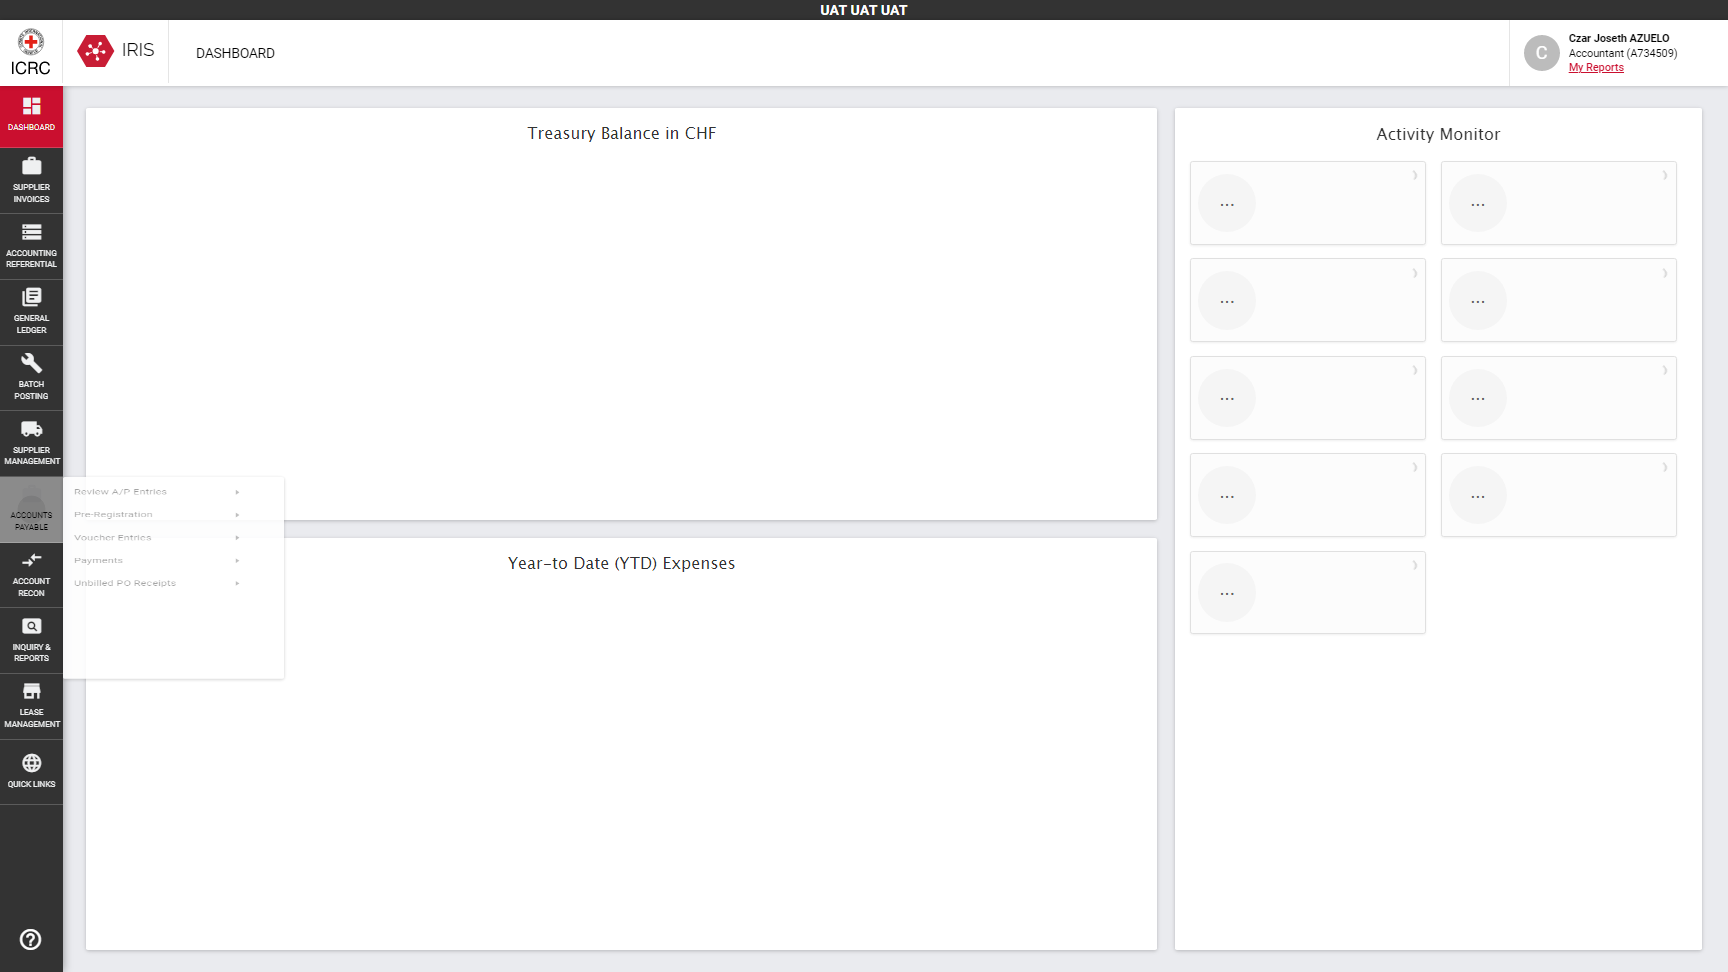 UAT UAT UAT
ICRC
IRIS
DASHBOARD
Czar Joseth AZUELO
Accountant (A734509)
My Reports
C
DASHBOARD
SUPPLIER
INVOICES
ACCOUNTING
REFERENTIAL
GENERAL
LEDGER
BATCH
POSTING
SUPPLIER
MANAGEMENT
ACCOUNTS
PAYABLE
ACCOUNT
RECON
INQUIRY &
REPORTS
LEASE
MANAGEMENT
QUICK LINKS
Review A/P Entries
Pre-Registration
Voucher Entries
Payments
Unbilled PO Receipts
Treasury Balance in CHF
Year-to Date (YTD) Expenses
Activity Monitor
... ...
... ...
... ...
... ...
...